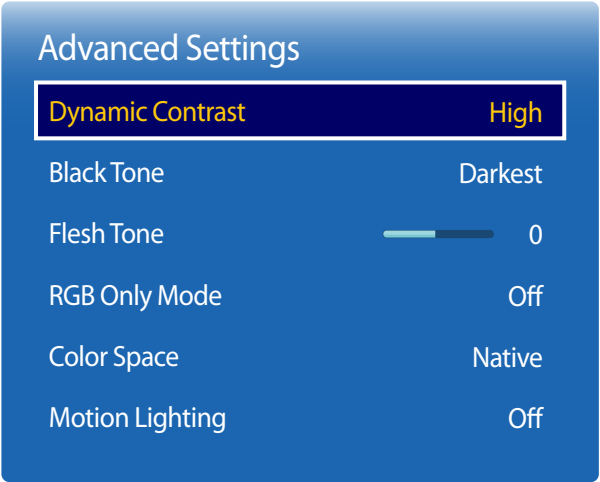 Advanced Settings
Dynamic Contrast High
Black Tone Darkest
Flesh Tone 0
RGB Only Mode Off
Color Space Native
Motion Lighting Off